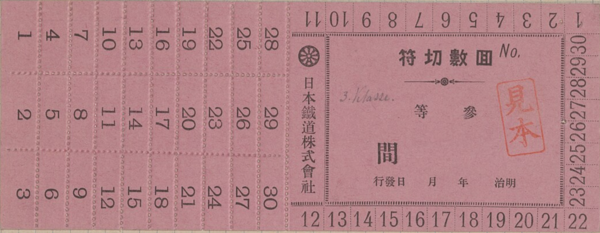 1 4 7 10 13 16 19 22 25 28
2 5 8 11 14 17 20 23 26 29
3 6 9 12 15 18 21 24 27 30
11 10 9 8 7 6 5 4 3 2 1
囘數切符 No.
見本
3. Klasse.
參等
間
明治 年 月 日發行
日本鐵道株式會社
12 13 14 15 16 17 18 19 20 21 22
23 24 25 26 27 28 29 30